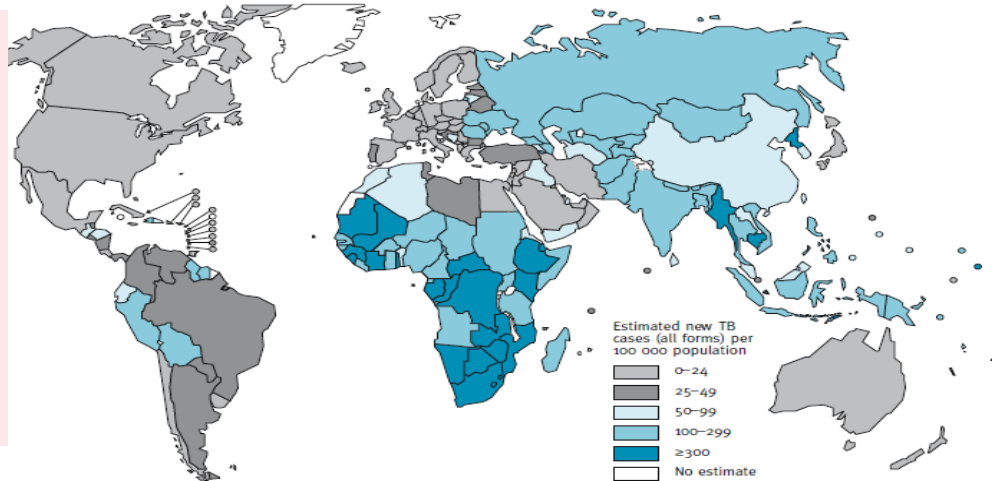 Estimated new TB
cases (all forms) per
100 000 population
0–24
25–49
50–99
100–299
≥300
No estimate